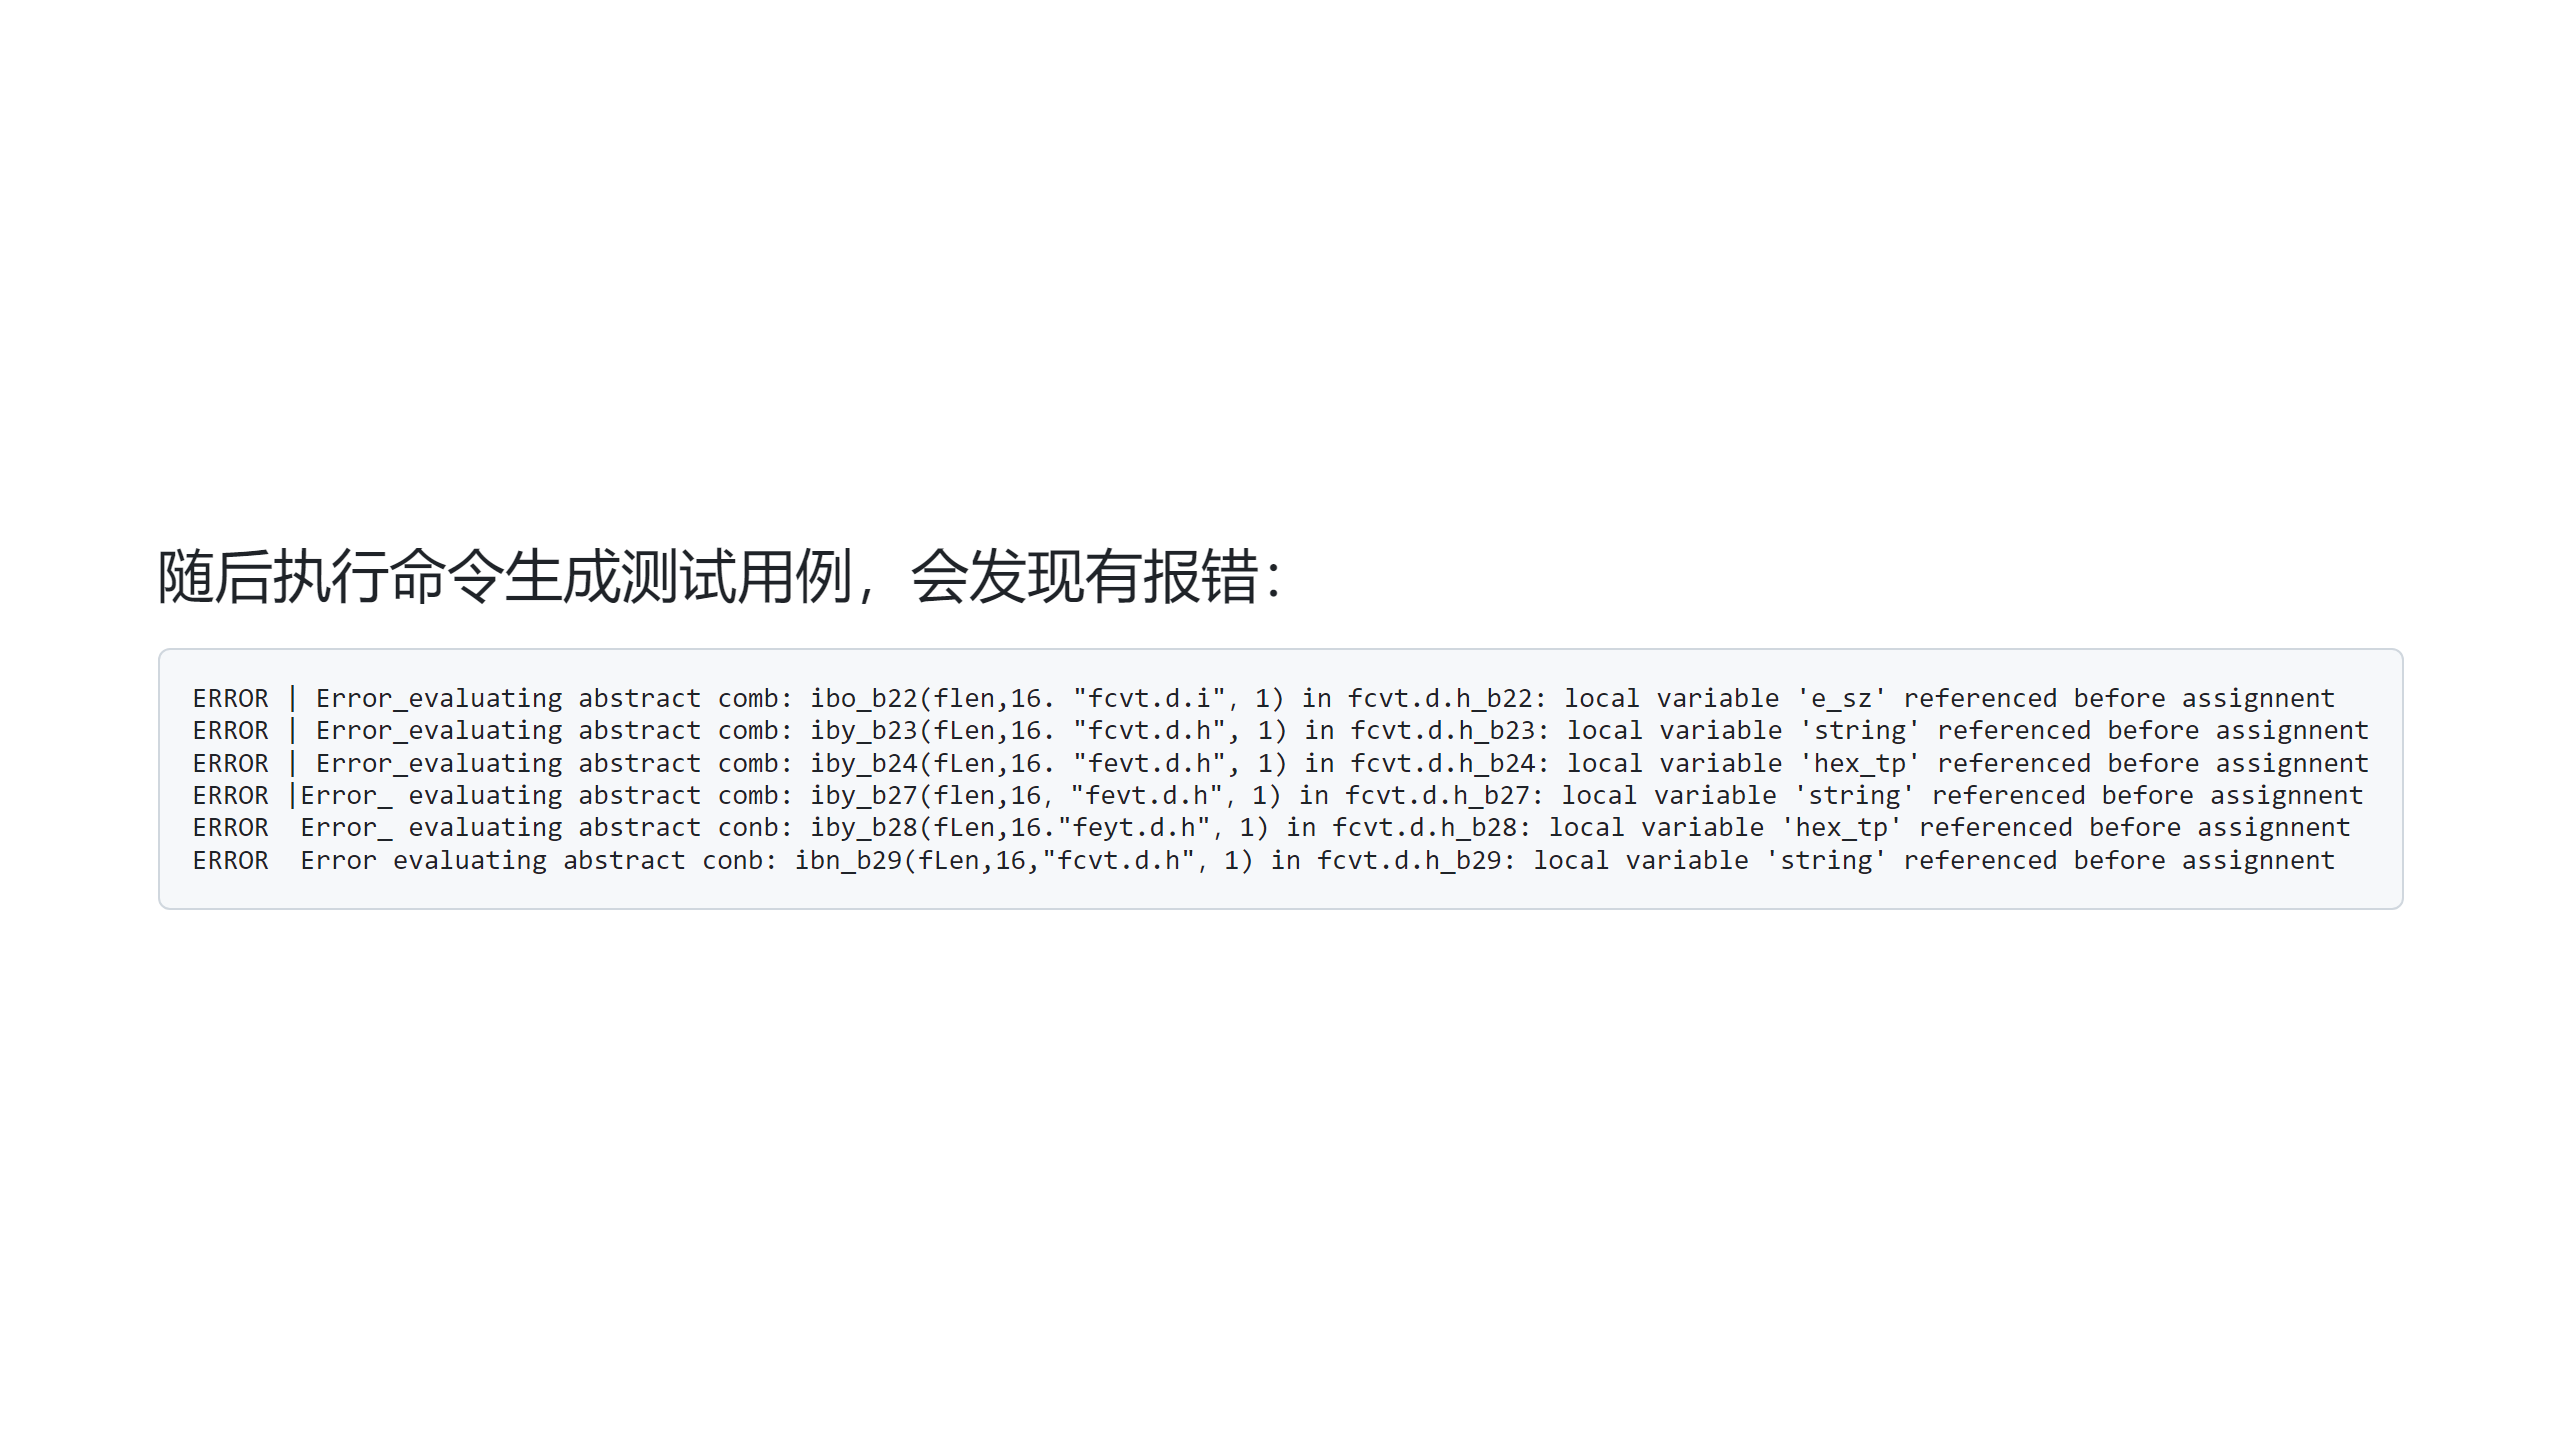 随后执行命令生成测试用例，会发现有报错：
ERROR | Error_evaluating abstract comb: ibo_b22(flen,16. "fcvt.d.i", 1) in fcvt.d.h_b22: local variable 'e_sz' referenced before assignnent
ERROR | Error_evaluating abstract comb: iby_b23(fLen,16. "fcvt.d.h", 1) in fcvt.d.h_b23: local variable 'string' referenced before assignnent
ERROR | Error_evaluating abstract comb: iby_b24(fLen,16. "fevt.d.h", 1) in fcvt.d.h_b24: local variable 'hex_tp' referenced before assignnent
ERROR |Error_ evaluating abstract comb: iby_b27(flen,16, "fevt.d.h", 1) in fcvt.d.h_b27: local variable 'string' referenced before assignnent
ERROR  Error_ evaluating abstract conb: iby_b28(fLen,16."feyt.d.h", 1) in fcvt.d.h_b28: local variable 'hex_tp' referenced before assignnent
ERROR  Error evaluating abstract conb: ibn_b29(fLen,16,"fcvt.d.h", 1) in fcvt.d.h_b29: local variable 'string' referenced before assignnent